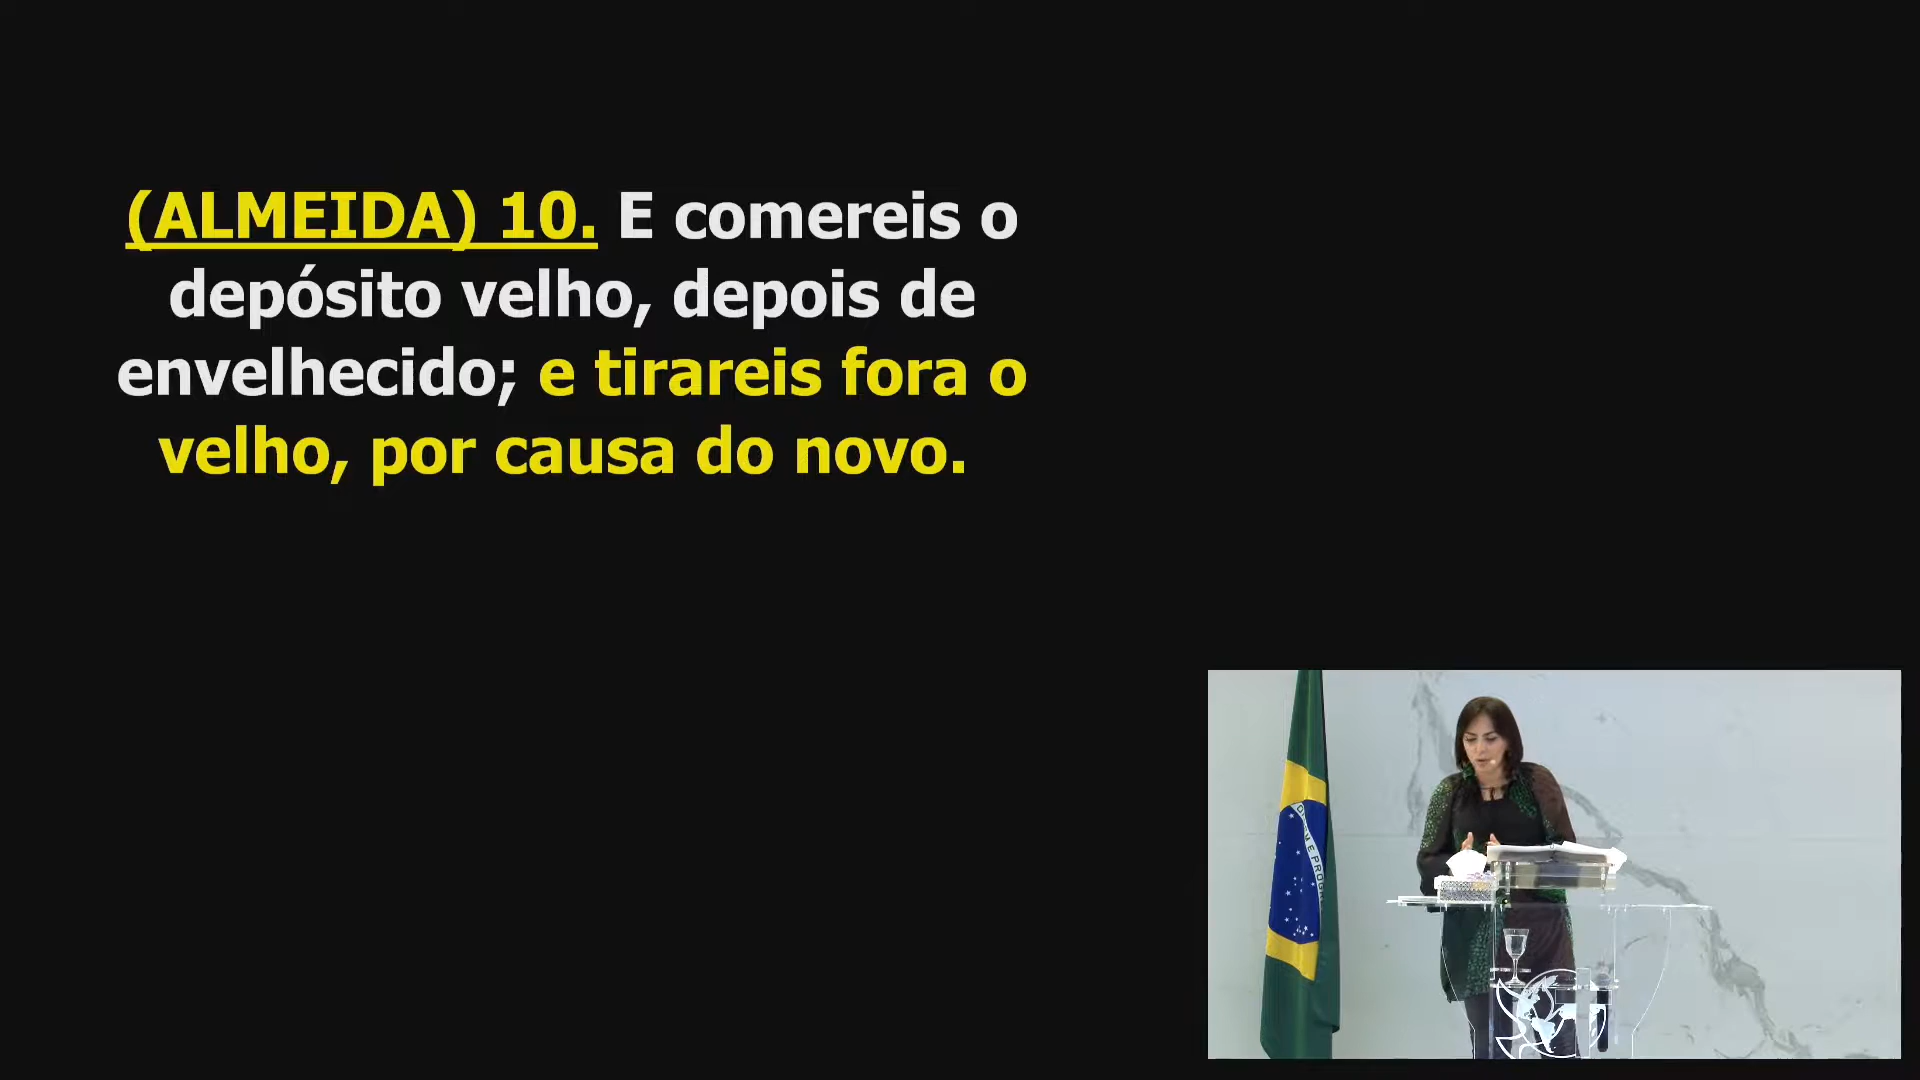 (ALMEIDA) 10. E comereis o
depósito velho, depois de
envelhecido; e tirareis fora o
velho, por causa do novo.